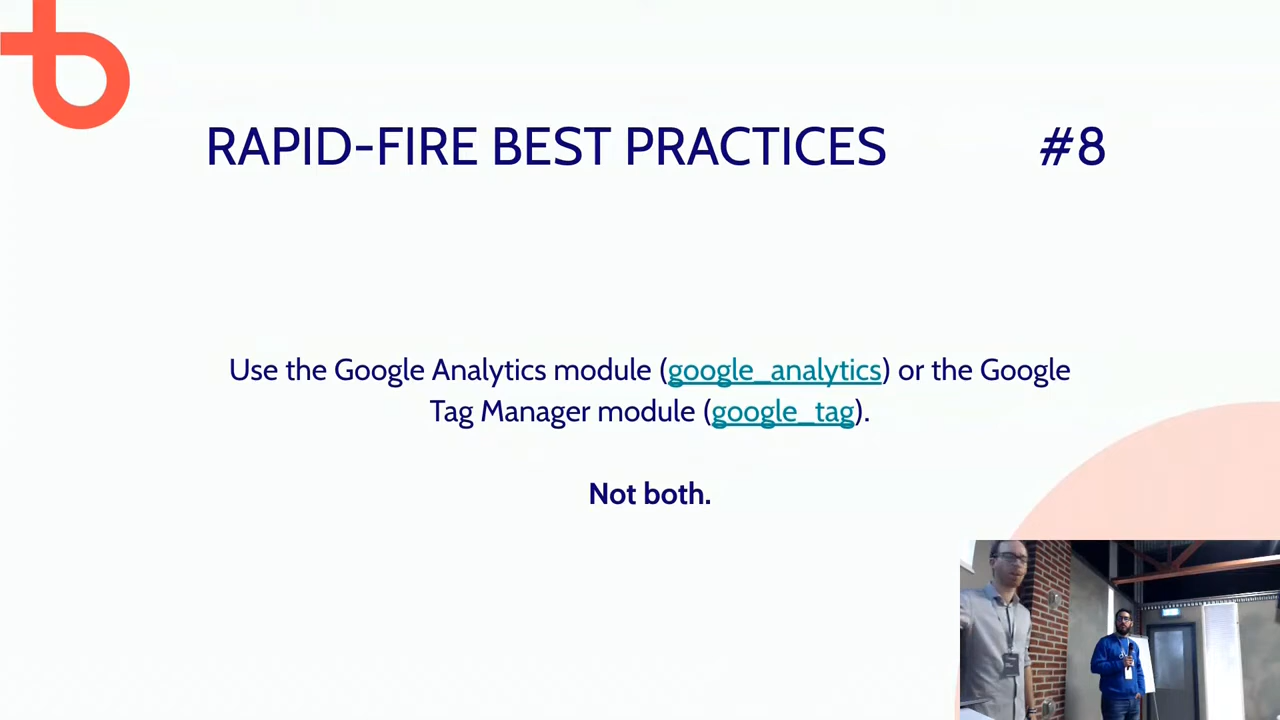 RAPID-FIRE BEST PRACTICES #8
Use the Google Analytics module (google_analytics) or the Google
Tag Manager module (google_tag).
Not both.